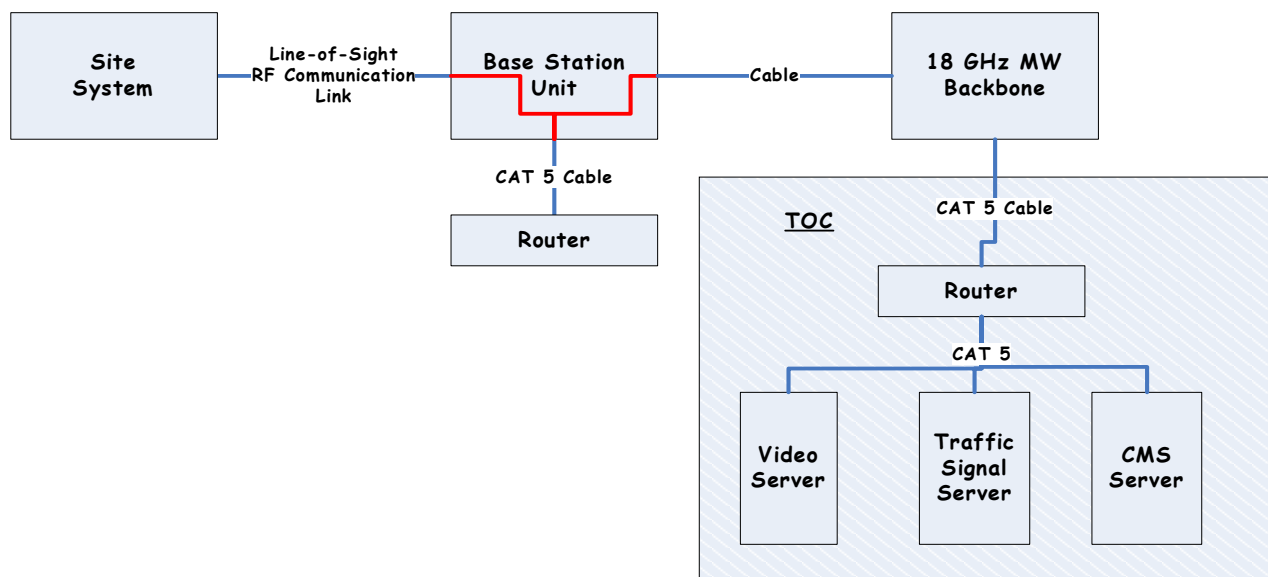 Site
System
Line-of-Sight
RF Communication
Link
Base Station
Unit
Cable
18 GHz MW
Backbone
CAT 5 Cable
Router
TOC
CAT 5 Cable
Router
CAT 5
Video
Server
Traffic
Signal
Server
CMS
Server